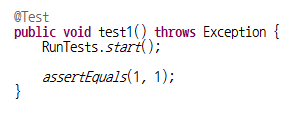 @Test
public void test1() throws Exception {
    RunTests.start();

    assertEquals(1, 1);
}